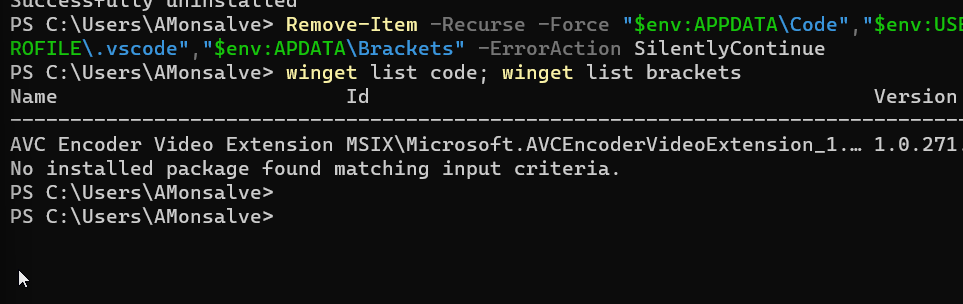 Successfully uninstalled
PS C:\Users\AMonsalve> Remove-Item -Recurse -Force "$env:APPDATA\Code","$env:USE
ROFILE\.vscode","$env:APDATA\Brackets" -ErrorAction SilentlyContinue
PS C:\Users\AMonsalve> winget list code; winget list brackets
Name Id Version
--------------------------------------------------------------------------------
AVC Encoder Video Extension MSIX\Microsoft.AVCEncoderVideoExtension_1.… 1.0.271.
No installed package found matching input criteria.
PS C:\Users\AMonsalve>
PS C:\Users\AMonsalve>